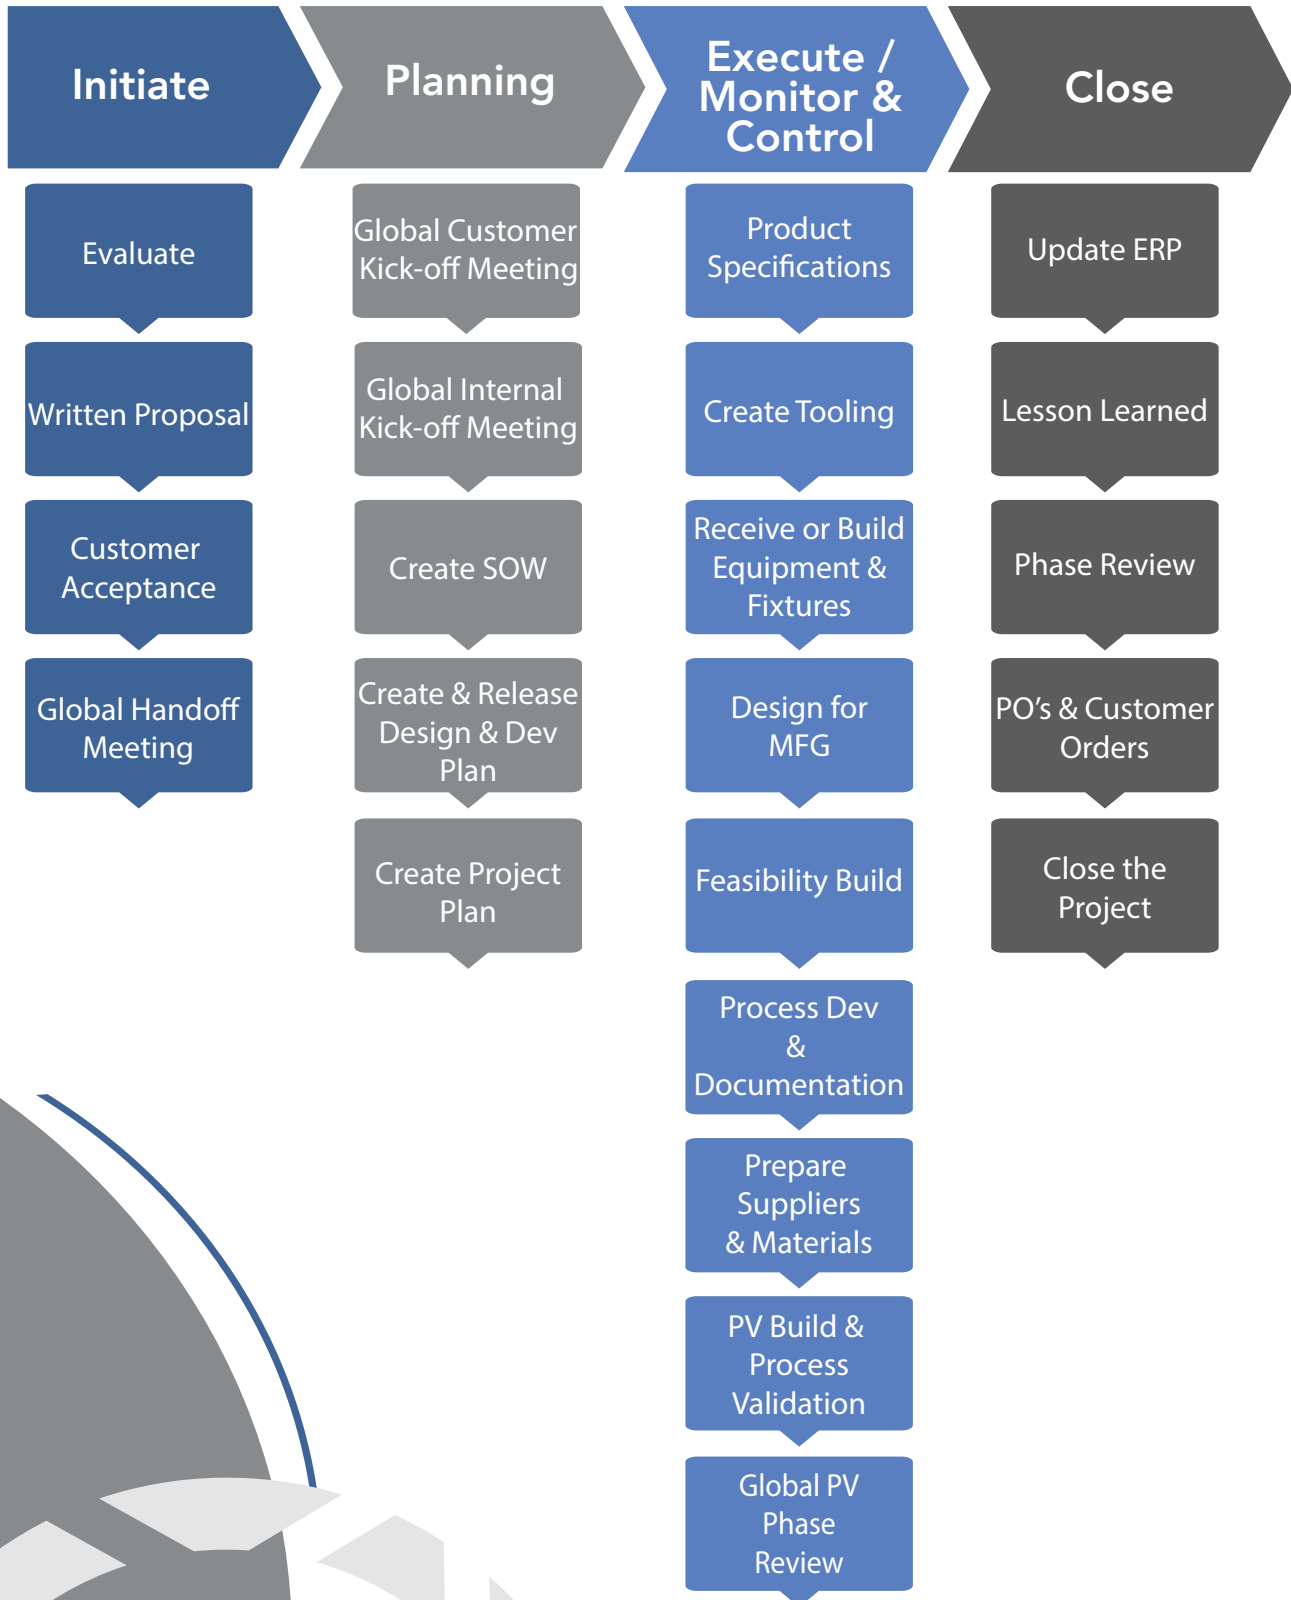 Initiate
Evaluate
Written Proposal
Customer
Acceptance
Global Handoff
Meeting
Planning
Global Customer
Kick-off Meeting
Global Internal
Kick-off Meeting
Create SOW
Create & Release
Design & Dev
Plan
Create Project
Plan
Execute /
Monitor &
Control
Product
Specifications
Create Tooling
Receive or Build
Equipment &
Fixtures
Design for
MFG
Feasibility Build
Process Dev
&
Documentation
Prepare
Suppliers
& Materials
PV Build &
Process
Validation
Global PV
Phase
Review
Close
Update ERP
Lesson Learned
Phase Review
PO's & Customer
Orders
Close the
Project